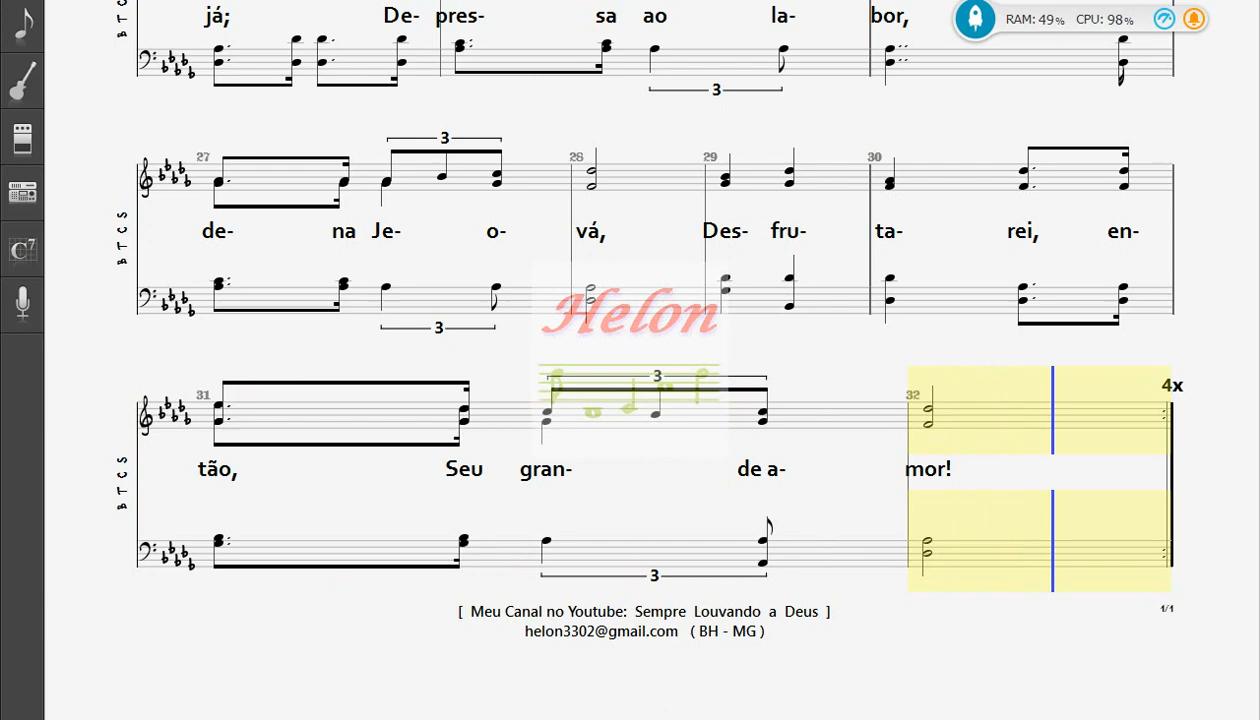 já; De- pres- sa ao la- bor,
RAM: 49% CPU: 98%
3
27 3 28 29 30
B T C S
de- na Je- o- vá, Des- fru- ta- rei, en-
3
Helon
31 3 32 4x
B T C S
tão, Seu gran- de a- mor!
3
[ Meu Canal no Youtube: Sempre Louvando a Deus ]
1/1
helon3302@gmail.com ( BH - MG )
C7